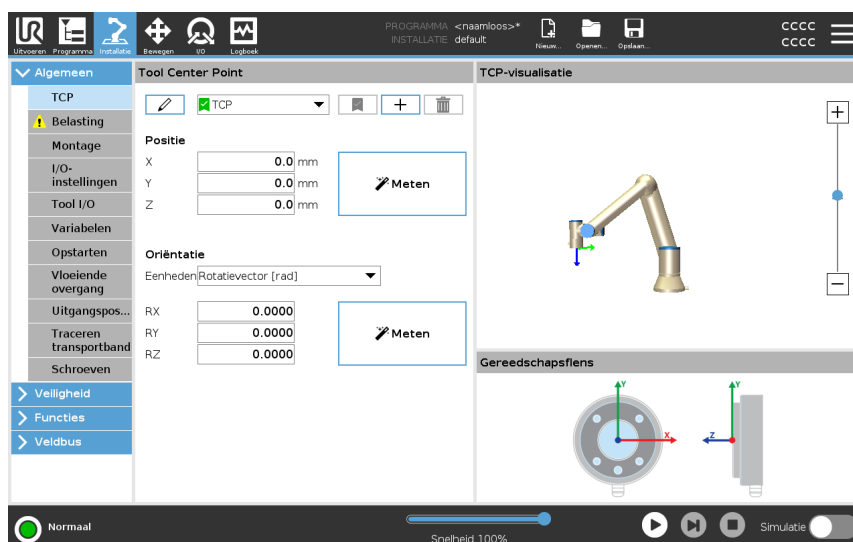 UR
Uitvoeren
Programma
Installatie
Bewegen
I/O
Logboek
PROGRAMMA <naamloos>*
INSTALLATIE default
Nieuw...
Openen...
Opslaan...
cccc
cccc
Algemeen
TCP
Belasting
Montage
I/O-
instellingen
Tool I/O
Variabelen
Opstarten
Vloeiende
overgang
Uitgangspos...
Traceren
transportband
Schroeven
Veiligheid
Functies
Veldbus
Tool Center Point
TCP
Positie
X 0.0 mm
Y 0.0 mm
Z 0.0 mm
Meten
Oriëntatie
Eenheden Rotatievector [rad]
RX 0.0000
RY 0.0000
RZ 0.0000
Meten
TCP-visualisatie
Gereedschapsflens
Y
X
Y
Z
Normaal
Snelheid 100%
Simulatie